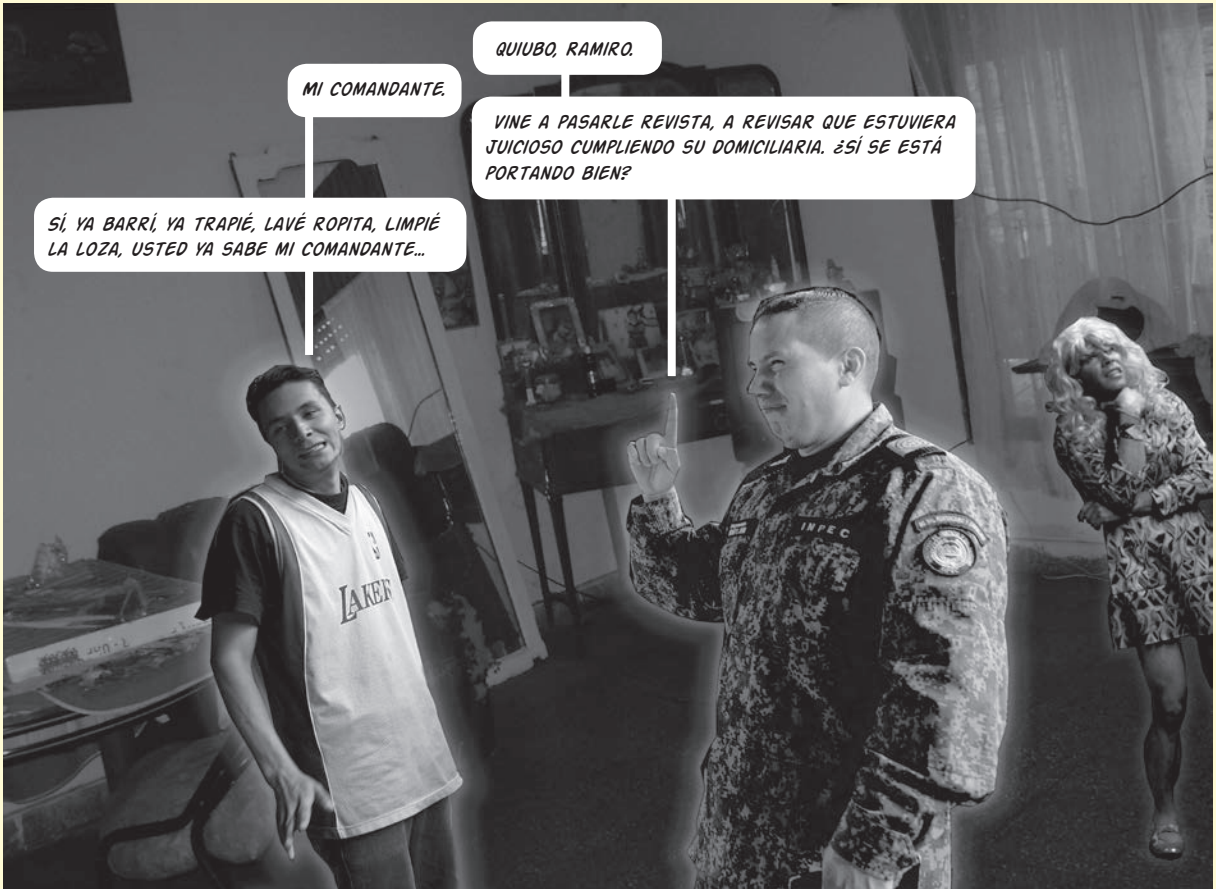 QUIUBO, RAMIRO.
MI COMANDANTE.
VINE A PASARLE REVISTA, A REVISAR QUE ESTUVIERA
JUICIOSO CUMPLIENDO SU DOMICILIARIA. ¿SÍ SE ESTÁ
PORTANDO BIEN?
SÍ, YA BARRÍ, YA TRAPIÉ, LAVÉ ROPITA, LIMPIÉ
LA LOZA, USTED YA SABE MI COMANDANTE...
LAKER
INPEC